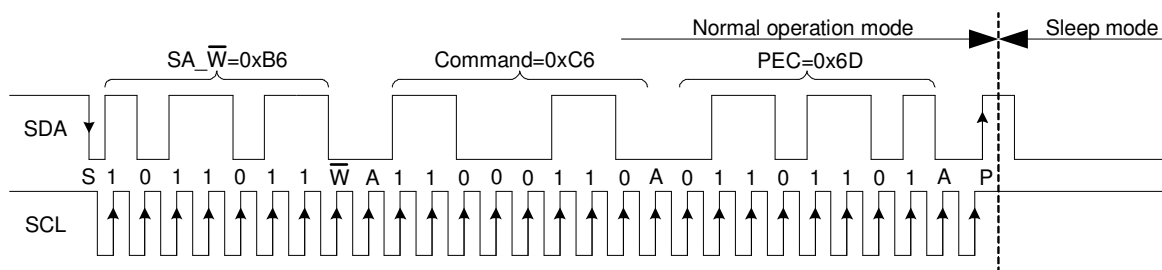 Normal operation mode Sleep mode
SA_W̅=0xB6 Command=0xC6 PEC=0x6D
SDA
S 1 0 1 1 0 1 1 W̅ A 1 1 0 0 0 1 1 0 A 0 1 1 0 1 1 0 1 A P
SCL